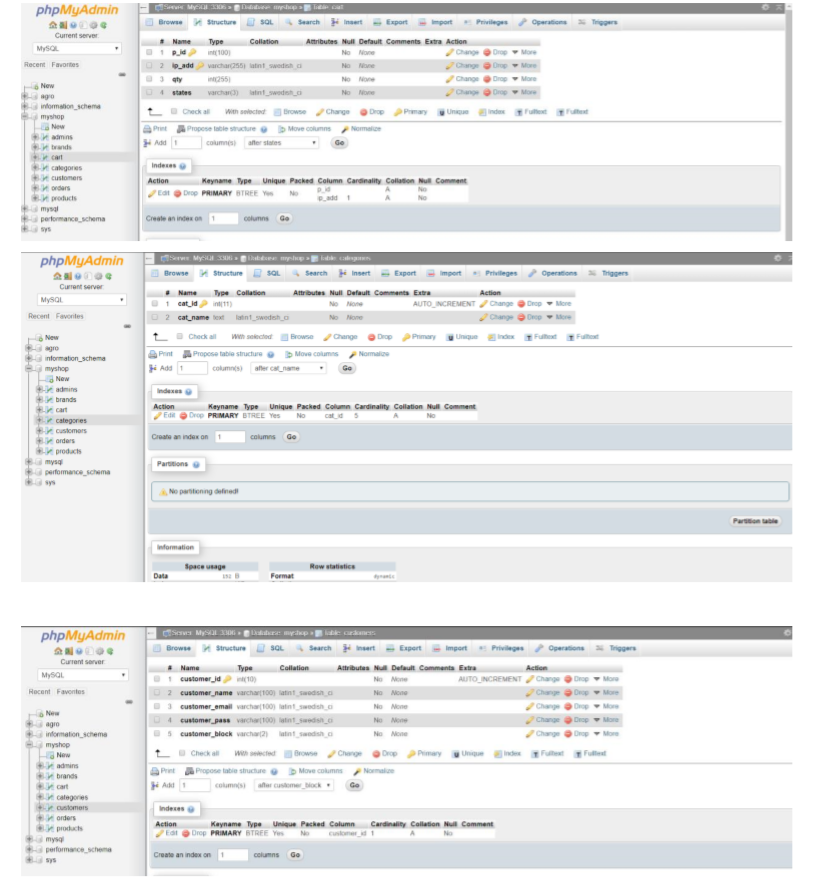 phpMyAdmin
Current server:
MySQL
Recent Favorites
New
agro
information_schema
myshop
New
admins
brands
cart
categories
customers
orders
products
mysql
performance_schema
sys
Server: MySQL:3306 » Database: myshop » Table: cart
Browse Structure SQL Search Insert Export Import Privileges Operations Triggers
# Name Type Collation Attributes Null Default Comments Extra Action
1 p_id int(100) No None Change Drop More
2 ip_add varchar(255) latin1_swedish_ci No None Change Drop More
3 qty int(255) No None Change Drop More
4 states varchar(3) latin1_swedish_ci No None Change Drop More
Check all With selected: Browse Change Drop Primary Unique Index Fulltext Fulltext
Print Propose table structure Move columns Normalize
Add 1 column(s) after states Go
Indexes
Action Keyname Type Unique Packed Column Cardinality Collation Null Comment
Edit Drop PRIMARY BTREE Yes No p_id A No
ip_add 1 A No
Create an index on 1 columns Go
phpMyAdmin
Current server:
MySQL
Recent Favorites
New
agro
information_schema
myshop
New
admins
brands
cart
categories
customers
orders
products
mysql
performance_schema
sys
Server: MySQL:3306 » Database: myshop » Table: categories
Browse Structure SQL Search Insert Export Import Privileges Operations Triggers
# Name Type Collation Attributes Null Default Comments Extra Action
1 cat_id int(11) No None AUTO_INCREMENT Change Drop More
2 cat_name text latin1_swedish_ci No None Change Drop More
Check all With selected: Browse Change Drop Primary Unique Index Fulltext Fulltext
Print Propose table structure Move columns Normalize
Add 1 column(s) after cat_name Go
Indexes
Action Keyname Type Unique Packed Column Cardinality Collation Null Comment
Edit Drop PRIMARY BTREE Yes No cat_id 5 A No
Create an index on 1 columns Go
Partitions
No partitioning defined!
Partition table
Information
Space usage Row statistics
Data 152 B Format dynamic
phpMyAdmin
Current server:
MySQL
Recent Favorites
New
agro
information_schema
myshop
New
admins
brands
cart
categories
customers
orders
products
mysql
performance_schema
sys
Server: MySQL:3306 » Database: myshop » Table: customers
Browse Structure SQL Search Insert Export Import Privileges Operations Triggers
# Name Type Collation Attributes Null Default Comments Extra Action
1 customer_id int(10) No None AUTO_INCREMENT Change Drop More
2 customer_name varchar(100) latin1_swedish_ci No None Change Drop More
3 customer_email varchar(100) latin1_swedish_ci No None Change Drop More
4 customer_pass varchar(100) latin1_swedish_ci No None Change Drop More
5 customer_block varchar(2) latin1_swedish_ci No None Change Drop More
Check all With selected: Browse Change Drop Primary Unique Index Fulltext Fulltext
Print Propose table structure Move columns Normalize
Add 1 column(s) after customer_block Go
Indexes
Action Keyname Type Unique Packed Column Cardinality Collation Null Comment
Edit Drop PRIMARY BTREE Yes No customer_id 1 A No
Create an index on 1 columns Go